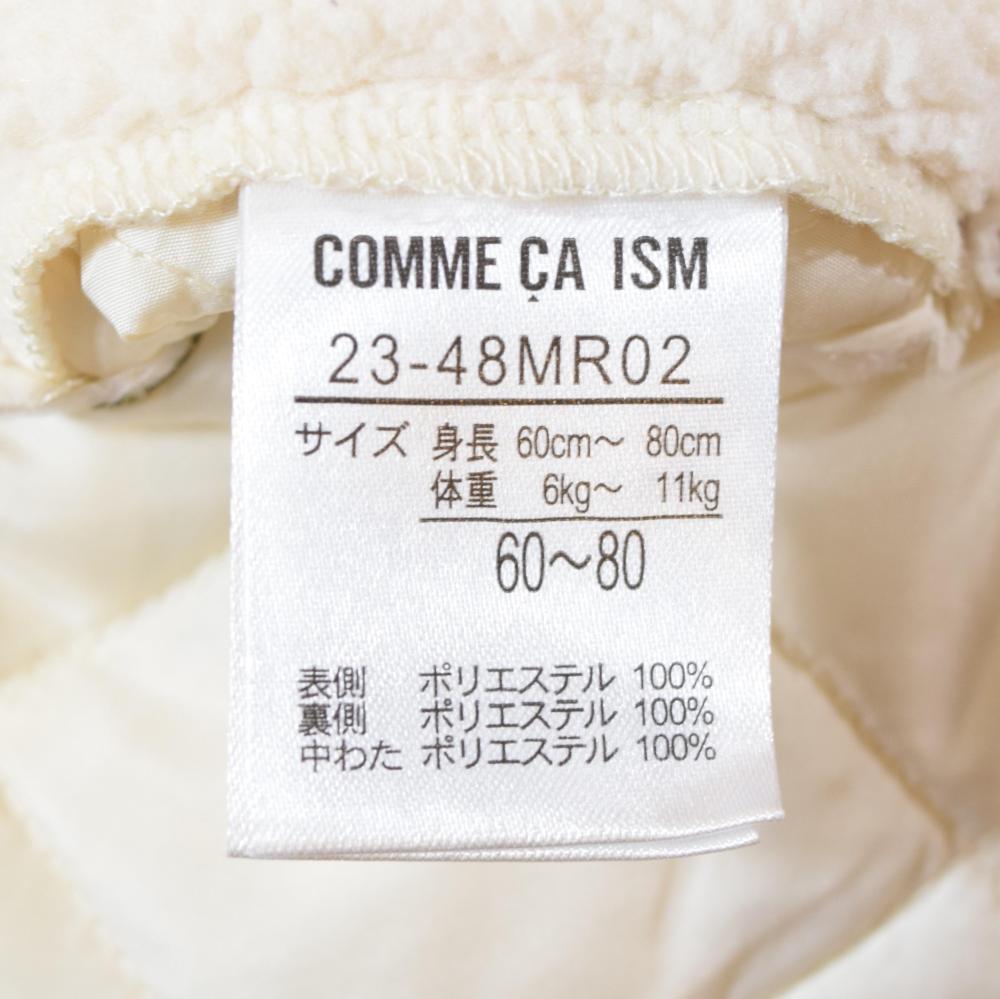 COMME ÇA ISM
23-48MR02
サイズ 身長 60cm～ 80cm
体重 6kg～ 11kg
60～80
表側 ポリエステル 100%
裏側 ポリエステル 100%
中わた ポリエステル 100%